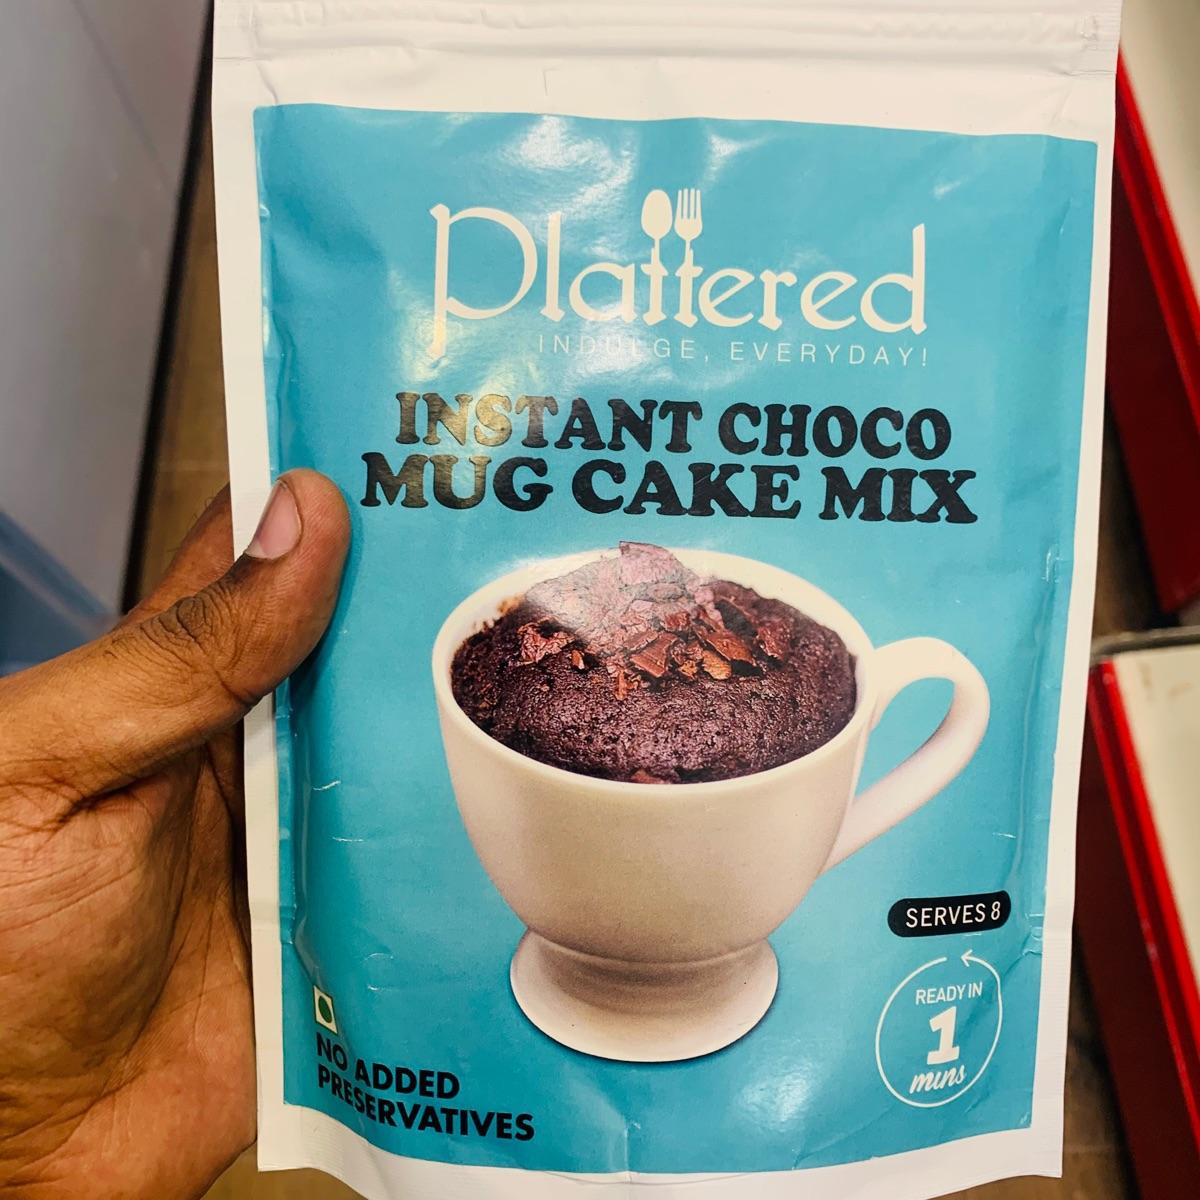 Plattered
INDULGE, EVERYDAY!
INSTANT CHOCO
MUG CAKE MIX
SERVES 8
READY IN
1
mins
NO ADDED
PRESERVATIVES